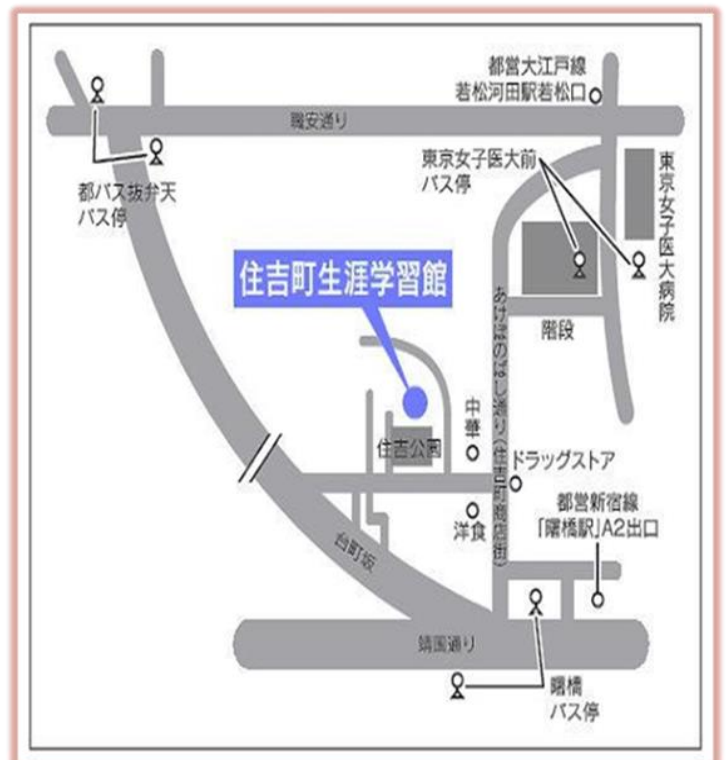 都営大江戸線
若松河田駅若松口
職安通り
東京女子医大前
バス停
東京女子医大病院
都バス抜弁天
バス停
住吉町生涯学習館
あけぼのばし通り(住吉町商店街)
階段
中華
住吉公園
ドラッグストア
洋食
都営新宿線
「曙橋駅」A2出口
台町坂
靖国通り
曙橋
バス停